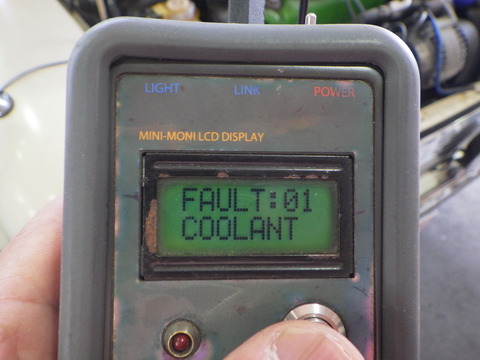 LIGHT LINK POWER
MINI-MONI LCD DISPLAY
FAULT:01
COOLANT